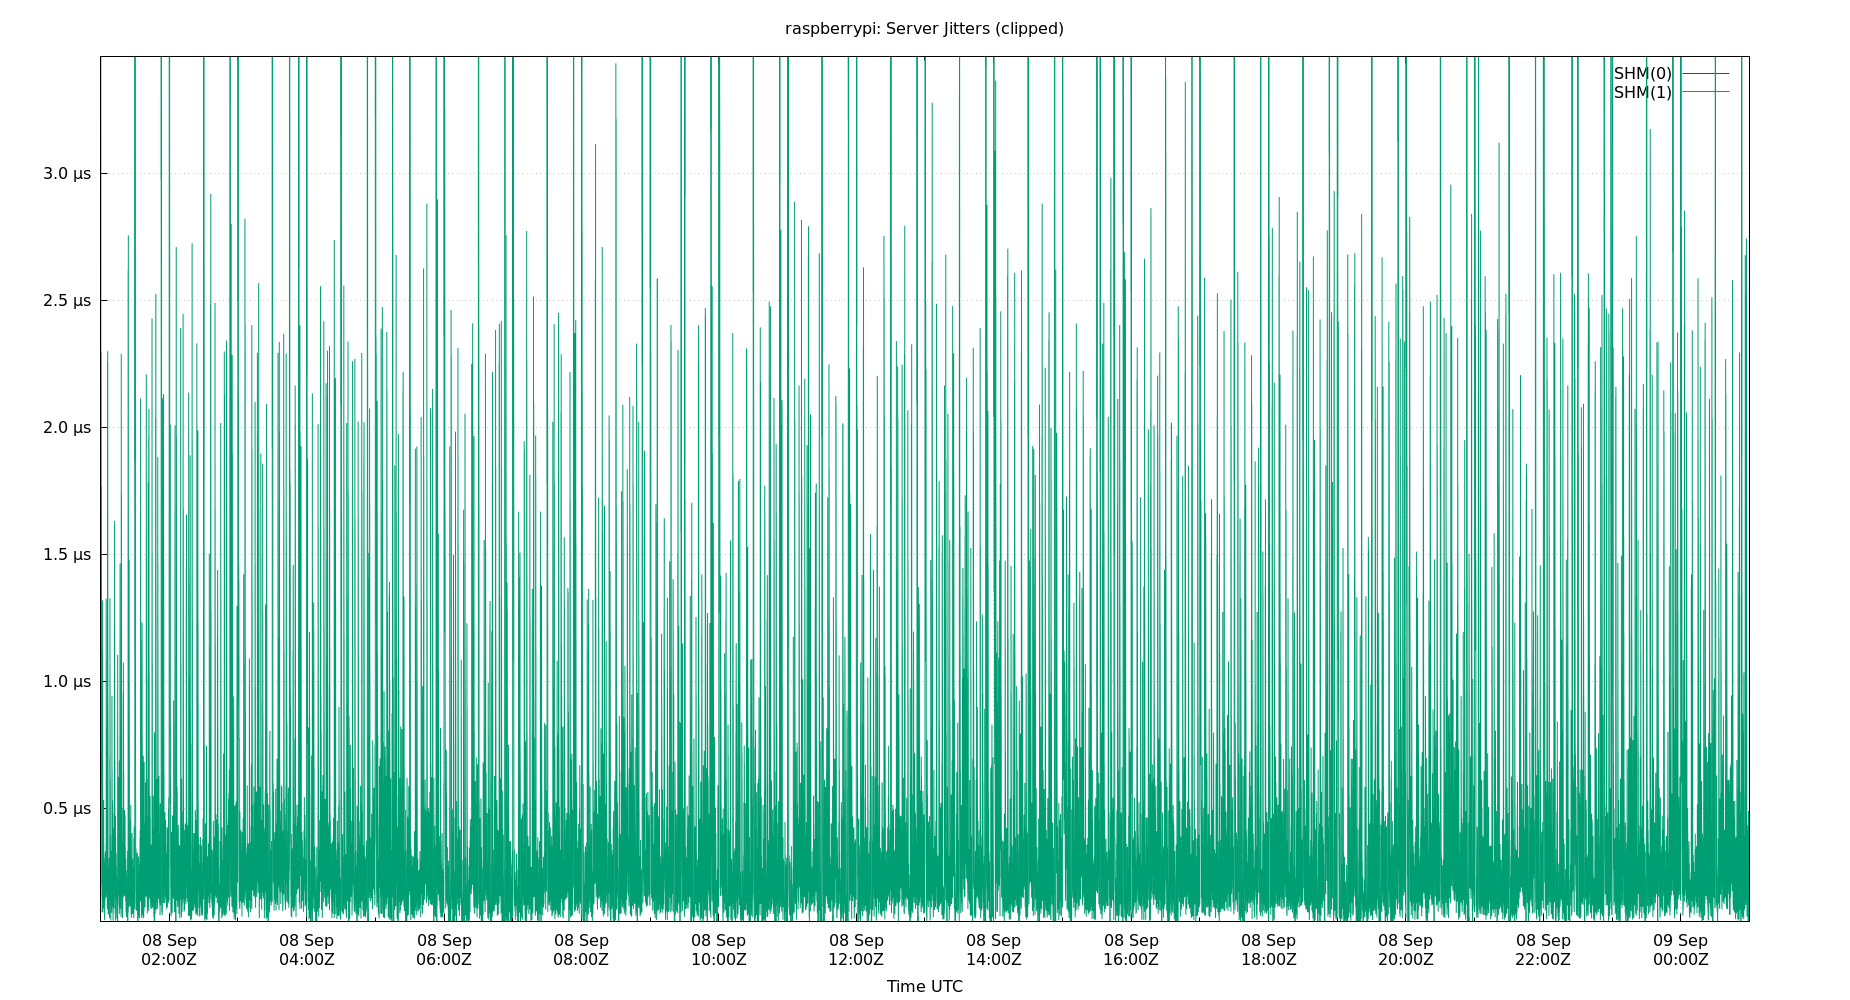 raspberrypi: Server Jitters (clipped)
SHM(0)
SHM(1)
3.0 μs
2.5 μs
2.0 μs
1.5 μs
1.0 μs
0.5 μs
08 Sep 08 Sep 08 Sep 08 Sep 08 Sep 08 Sep 08 Sep 08 Sep 08 Sep 08 Sep 08 Sep 09 Sep
02:00Z 04:00Z 06:00Z 08:00Z 10:00Z 12:00Z 14:00Z 16:00Z 18:00Z 20:00Z 22:00Z 00:00Z
Time UTC